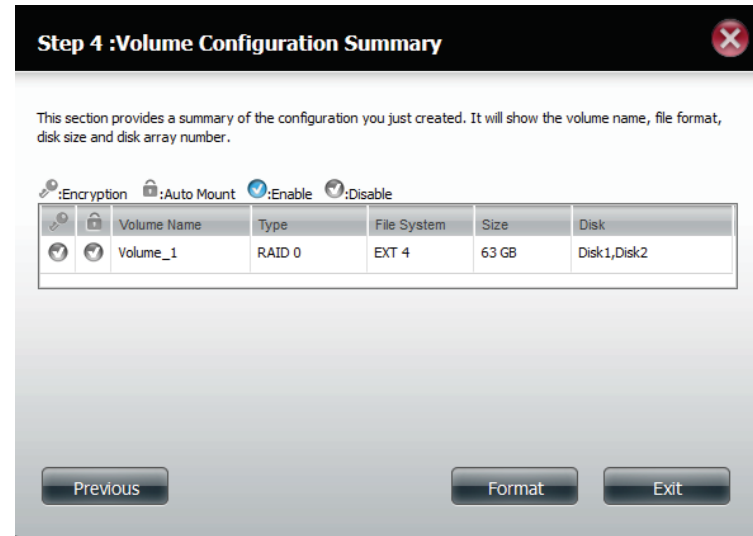 Step 4 :Volume Configuration Summary
This section provides a summary of the configuration you just created. It will show the volume name, file format,
disk size and disk array number.
:Encryption :Auto Mount :Enable :Disable
Volume Name Type File System Size Disk
Volume_1 RAID 0 EXT 4 63 GB Disk1,Disk2
Previous Format Exit